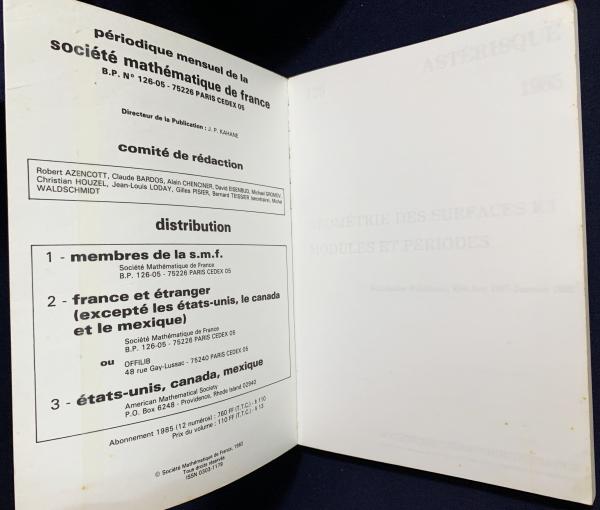 périodique mensuel de la
société mathématique de france
B.P. N° 126-05 - 75226 PARIS CEDEX 05
Directeur de la Publication : J. P. KAHANE
comité de rédaction
Robert AZENCOTT, Claude BARDOS, Alain CHENCINER, David EISENBUD, Michael GROMOV,
Christian HOUZEL, Jean-Louis LODAY, Gilles PISIER, Bernard TEISSIER (secrétaire), Michel
WALDSCHMIDT
distribution
1 - membres de la s.m.f.
Société Mathématique de France
B.P. 126-05 - 75226 PARIS CEDEX 05
2 - france et étranger
(excepté les états-unis, le canada
et le mexique)
Société Mathématique de France
B.P. 126-05 - 75226 PARIS CEDEX 05
ou OFFILIB
48 rue Gay-Lussac - 75240 PARIS CEDEX 05
3 - états-unis, canada, mexique
American Mathematical Society
P.O. Box 6248 - Providence, Rhode Island 02940
Abonnement 1985 (12 numéros) : 760 FF (T.T.C.) - $ 110
Prix du volume : 110 FF (T.T.C.) - $ 13
© Société Mathématique de France, 1985
Tous droits réservés
ISSN 0303-1179
ASTÉRISQUE
1985
GÉOMÉTRIE DES SURFACES K3
MODULES ET PÉRIODES